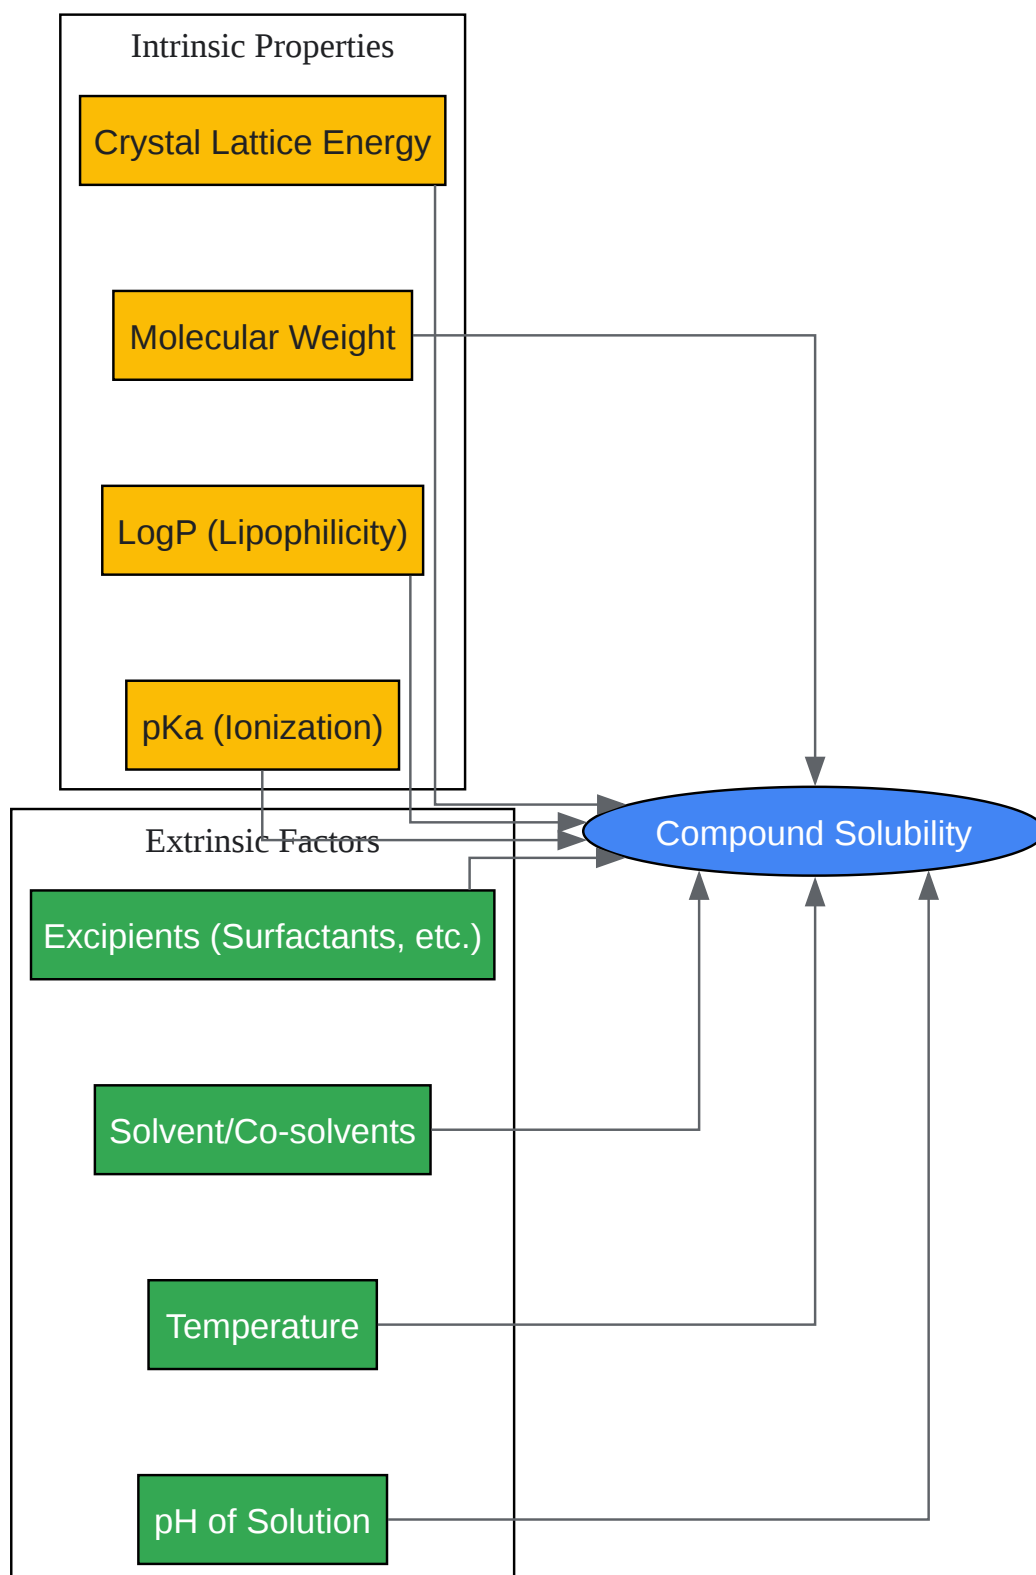 Intrinsic Properties
Crystal Lattice Energy
Molecular Weight
LogP (Lipophilicity)
pKa (Ionization)
Extrinsic Factors
Compound Solubility
Excipients (Surfactants, etc.)
Solvent/Co-solvents
Temperature
pH of Solution